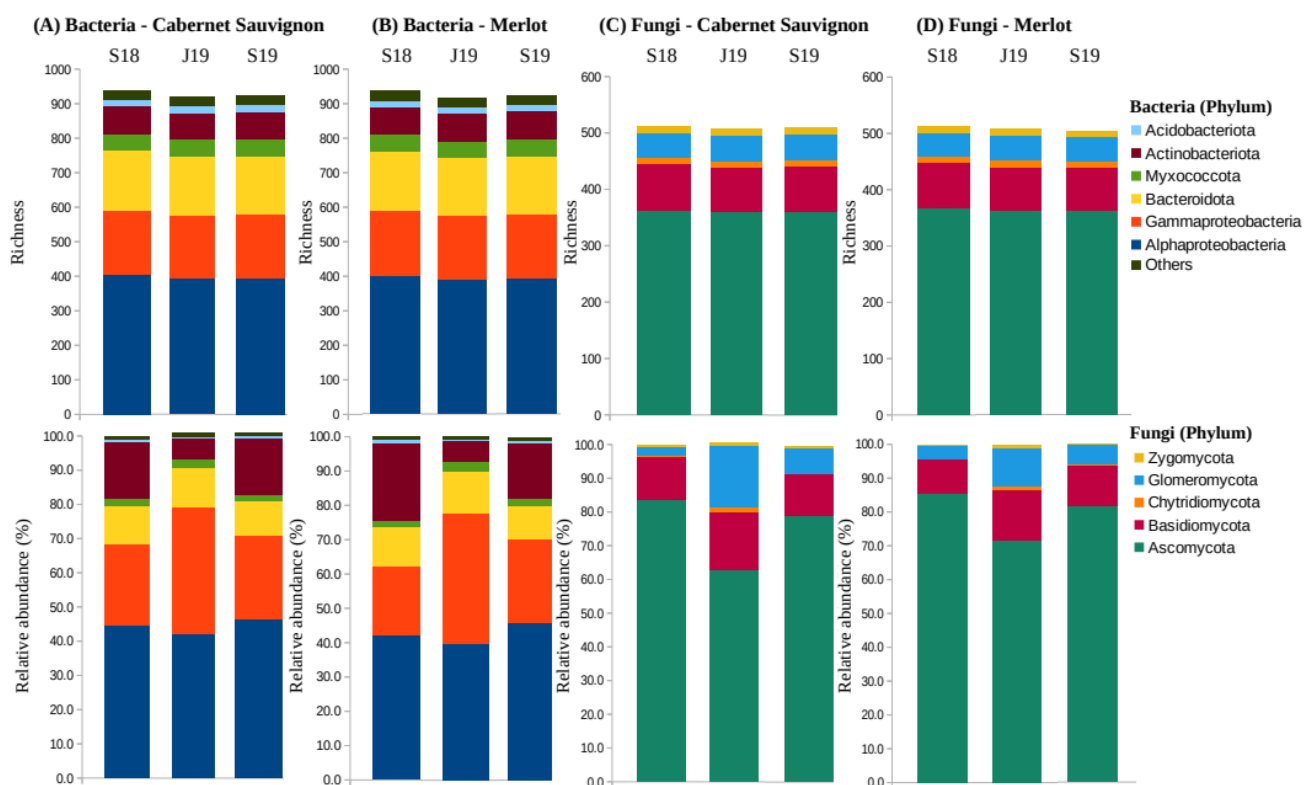 (A) Bacteria - Cabernet Sauvignon
(B) Bacteria - Merlot
(C) Fungi - Cabernet Sauvignon
(D) Fungi - Merlot
S18 J19 S19
S18 J19 S19
S18 J19 S19
S18 J19 S19
Richness
1000
900
800
700
600
500
400
300
200
100
0
Richness
1000
900
800
700
600
500
400
300
200
100
0
Richness
600
500
400
300
200
100
0
Richness
600
500
400
300
200
100
0
Bacteria (Phylum)
Acidobacteriota
Actinobacteriota
Myxococcota
Bacteroidota
Gammaproteobacteria
Alphaproteobacteria
Others
Relative abundance (%)
100.0
90.0
80.0
70.0
60.0
50.0
40.0
30.0
20.0
10.0
0.0
Relative abundance (%)
100.0
90.0
80.0
70.0
60.0
50.0
40.0
30.0
20.0
10.0
0.0
Relative abundance (%)
100.0
90.0
80.0
70.0
60.0
50.0
40.0
30.0
20.0
10.0
0.0
Relative abundance (%)
100.0
90.0
80.0
70.0
60.0
50.0
40.0
30.0
20.0
10.0
0.0
Fungi (Phylum)
Zygomycota
Glomeromycota
Chytridiomycota
Basidiomycota
Ascomycota